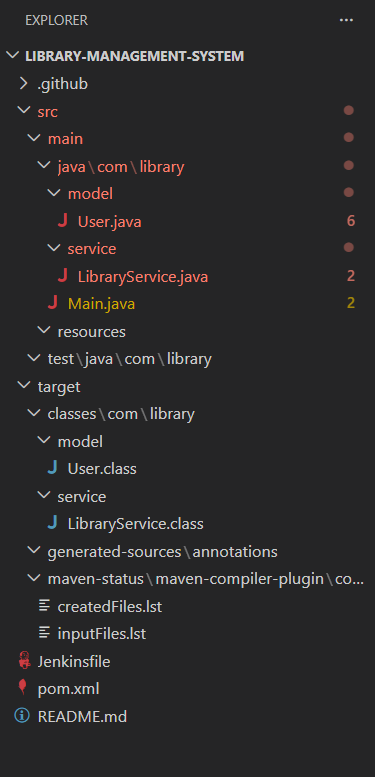 EXPLORER ...
LIBRARY-MANAGEMENT-SYSTEM
.github
src
main
java\com\library
model
User.java 6
service
LibraryService.java 2
Main.java 2
resources
test\java\com\library
target
classes\com\library
model
User.class
service
LibraryService.class
generated-sources\annotations
maven-status\maven-compiler-plugin\co...
createdFiles.lst
inputFiles.lst
Jenkinsfile
pom.xml
README.md